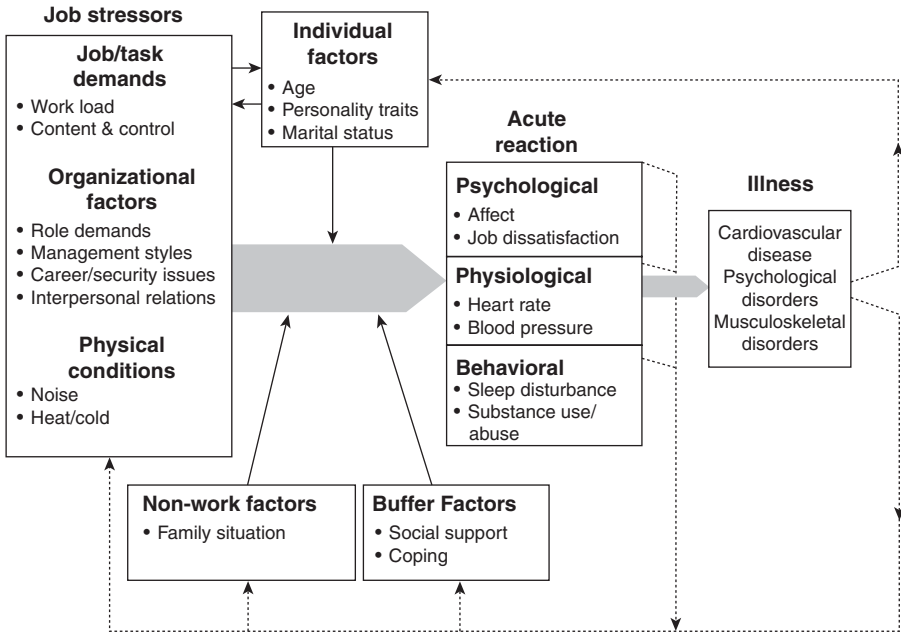 Job stressors
Job/task
demands
• Work load
• Content & control
Organizational
factors
• Role demands
• Management styles
• Career/security issues
• Interpersonal relations
Physical
conditions
• Noise
• Heat/cold
Individual
factors
• Age
• Personality traits
• Marital status
Non-work factors
• Family situation
Buffer Factors
• Social support
• Coping
Acute
reaction
Psychological
• Affect
• Job dissatisfaction
Physiological
• Heart rate
• Blood pressure
Behavioral
• Sleep disturbance
• Substance use/
abuse
Illness
Cardiovascular
disease
Psychological
disorders
Musculoskeletal
disorders